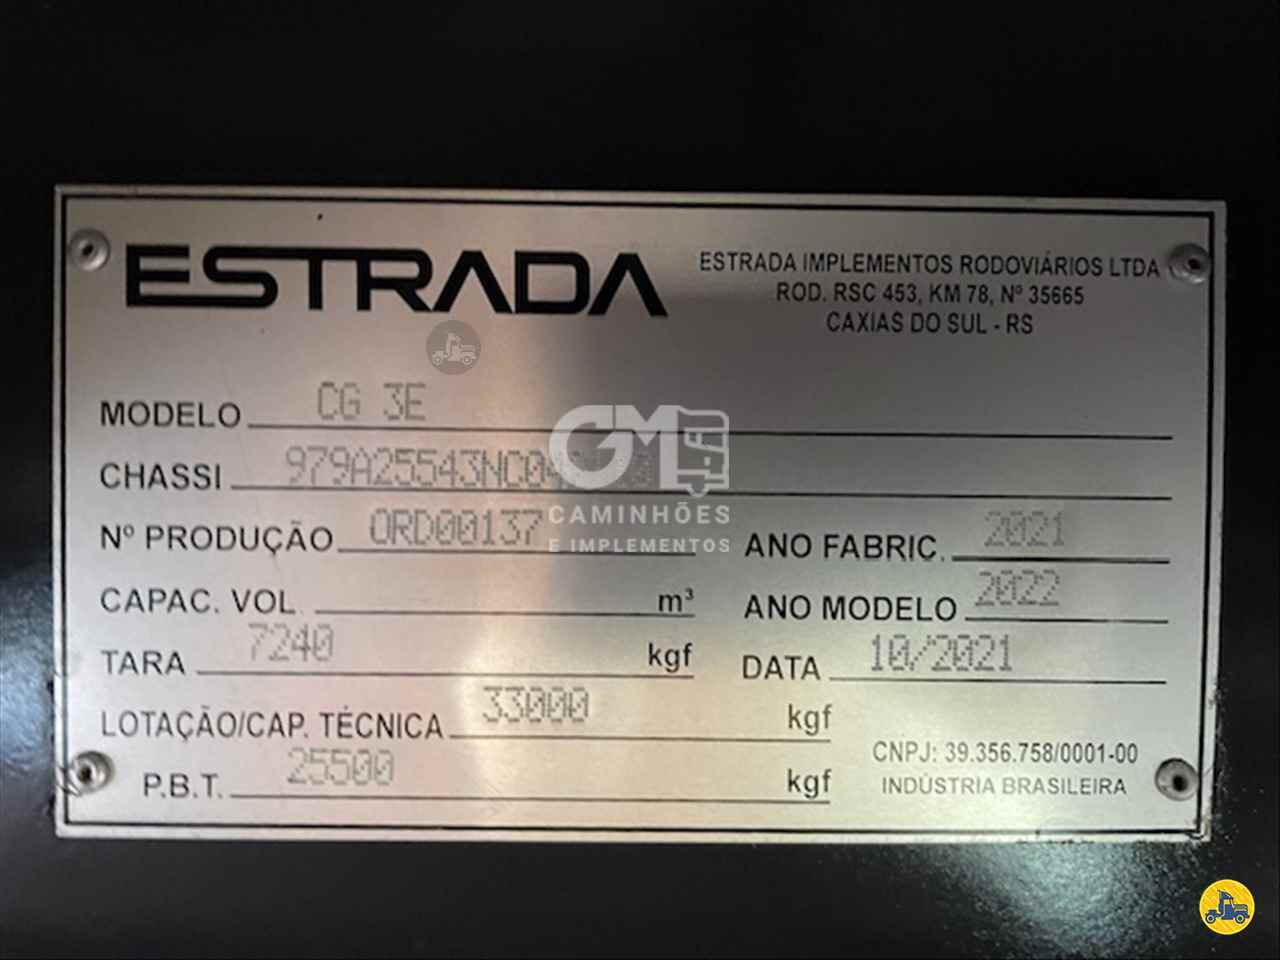 ESTRADA
ESTRADA IMPLEMENTOS RODOVIÁRIOS LTDA
ROD. RSC 453, KM 78, Nº 35665
CAXIAS DO SUL - RS
MODELO CG 3E
CHASSI
Nº PRODUÇÃO ORD00137
ANO FABRIC. 2021
CAPAC. VOL m³
ANO MODELO 2022
TARA 7240 kgf
DATA 10/2021
LOTAÇÃO/CAP. TÉCNICA 33000 kgf
P.B.T. 25500 kgf
CNPJ: 39.356.758/0001-00
INDÚSTRIA BRASILEIRA
GM
CAMINHÕES
E IMPLEMENTOS